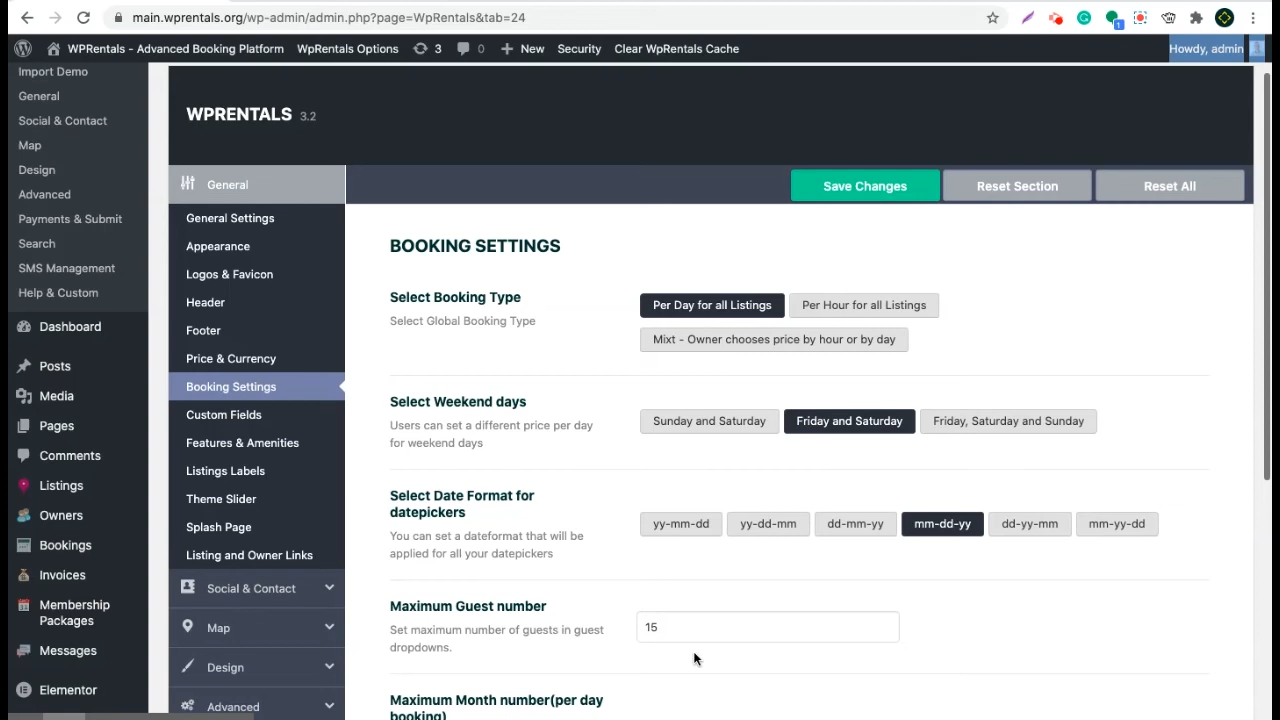 main.wprentals.org/wp-admin/admin.php?page=WpRentals&tab=24
1
WPRentals - Advanced Booking Platform
WpRentals Options
3
0
New
Security
Clear WpRentals Cache
Howdy, admin
Import Demo
General
Social & Contact
Map
Design
Advanced
Payments & Submit
Search
SMS Management
Help & Custom
Dashboard
Posts
Media
Pages
Comments
Listings
Owners
Bookings
Invoices
Membership
Packages
Messages
Elementor
WPRENTALS 3.2
General
General Settings
Appearance
Logos & Favicon
Header
Footer
Price & Currency
Booking Settings
Custom Fields
Features & Amenities
Listings Labels
Theme Slider
Splash Page
Listing and Owner Links
Social & Contact
Map
Design
Advanced
Save Changes
Reset Section
Reset All
BOOKING SETTINGS
Select Booking Type
Select Global Booking Type
Per Day for all Listings
Per Hour for all Listings
Mixt - Owner chooses price by hour or by day
Select Weekend days
Users can set a different price per day
for weekend days
Sunday and Saturday
Friday and Saturday
Friday, Saturday and Sunday
Select Date Format for
datepickers
You can set a dateformat that will be
applied for all your datepickers
yy-mm-dd
yy-dd-mm
dd-mm-yy
mm-dd-yy
dd-yy-mm
mm-yy-dd
Maximum Guest number
Set maximum number of guests in guest
dropdowns.
15
Maximum Month number(per day
booking)